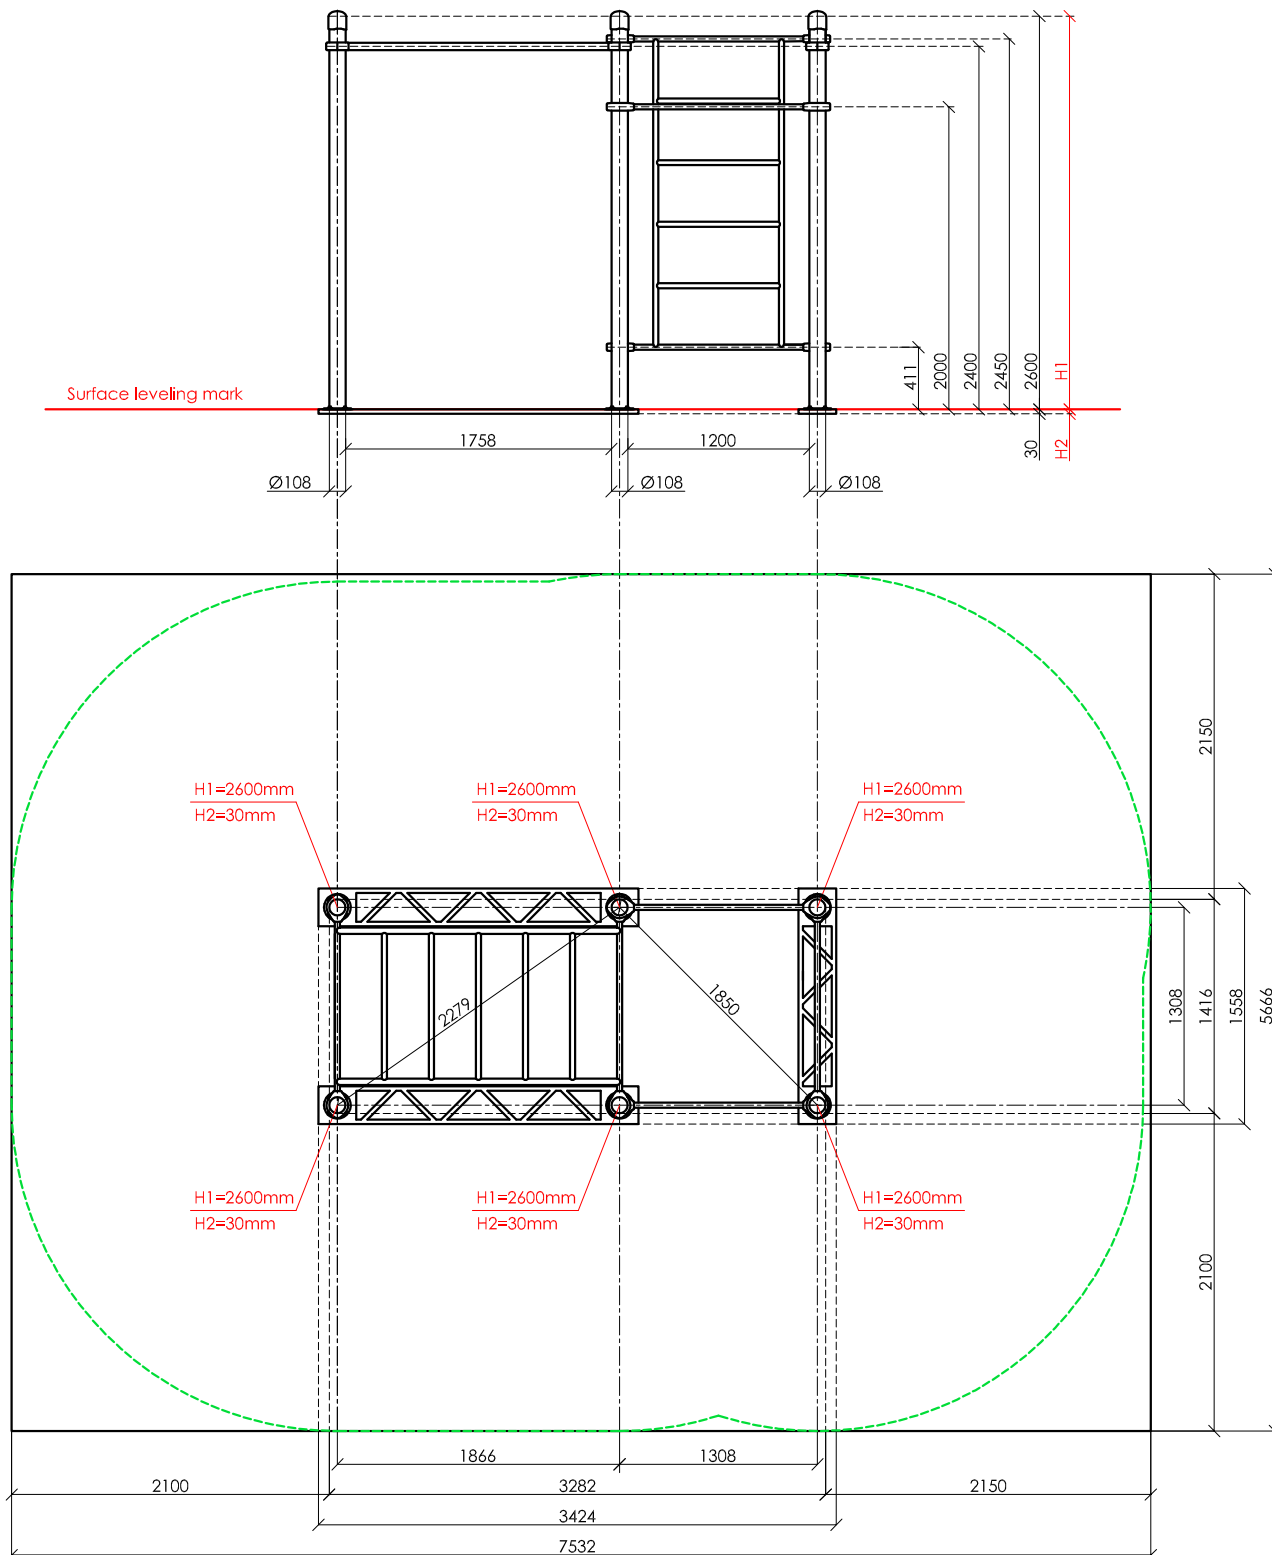 Surface leveling mark
411
2000
2400
2450
2600
H1
30
H2
1758
1200
Ø108
Ø108
Ø108
2150
H1=2600mm
H2=30mm
H1=2600mm
H2=30mm
H1=2600mm
H2=30mm
2279
1850
1308
1416
1558
5666
H1=2600mm
H2=30mm
H1=2600mm
H2=30mm
H1=2600mm
H2=30mm
2100
1866
1308
2100
3282
2150
3424
7532